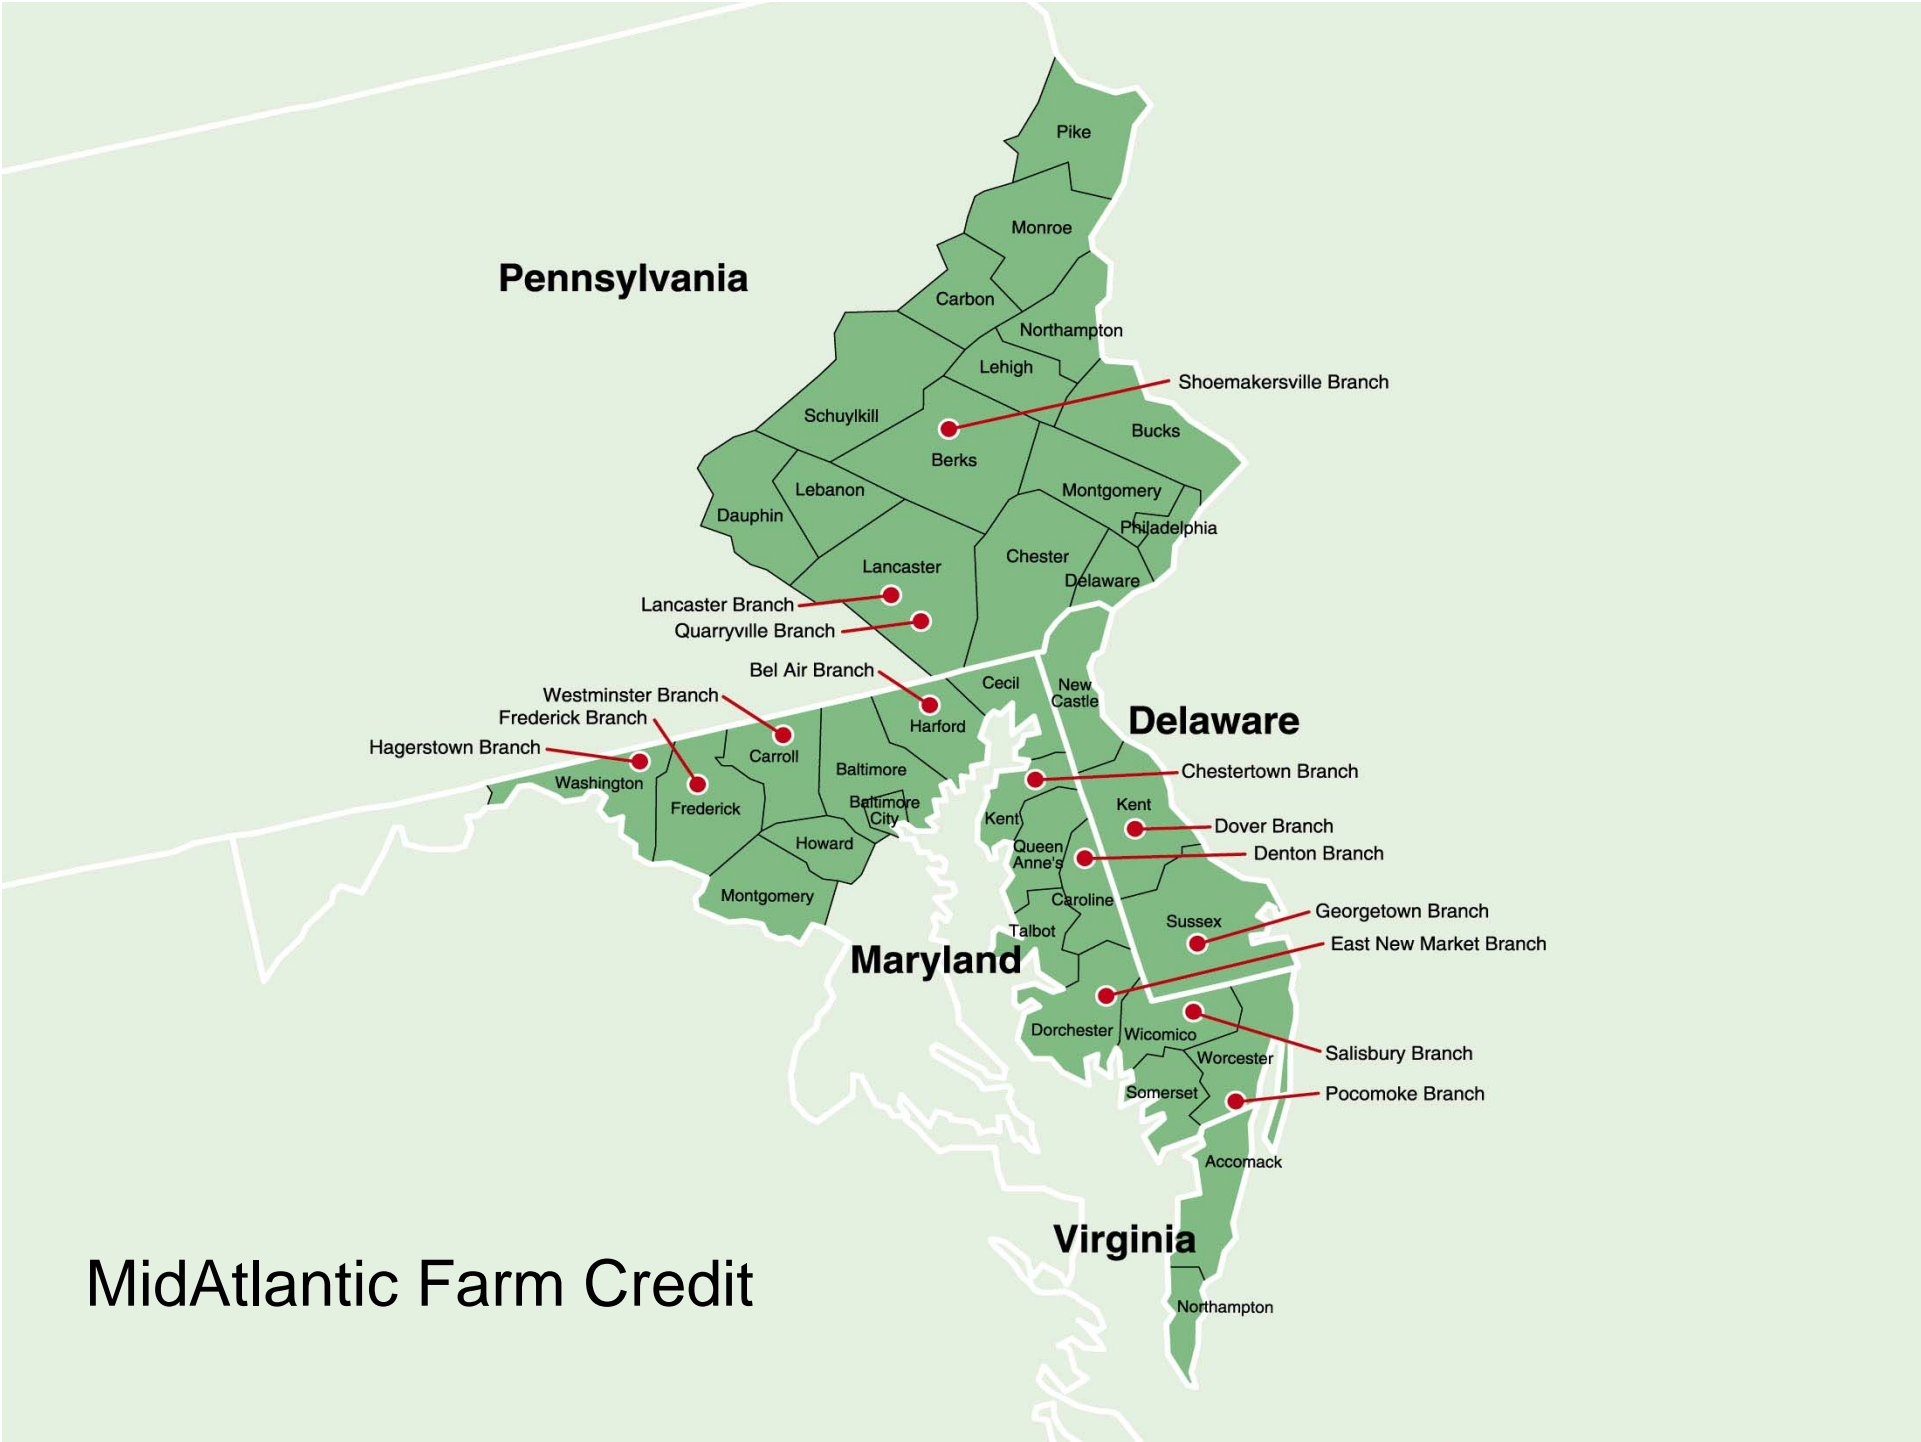 Pike
Monroe
Pennsylvania
Carbon
Northampton
Lehigh
Shoemakersville Branch
Schuylkill
Bucks
Berks
Lebanon
Montgomery
Dauphin
Philadelphia
Chester
Lancaster
Delaware
Lancaster Branch
Quarryville Branch
Bel Air Branch
Cecil
New
Castle
Westminster Branch
Frederick Branch
Delaware
Harford
Hagerstown Branch
Carroll
Baltimore
Chestertown Branch
Washington
Baltimore
City
Kent
Frederick
Kent
Dover Branch
Howard
Queen
Anne's
Denton Branch
Montgomery
Caroline
Georgetown Branch
Sussex
Talbot
East New Market Branch
Maryland
Dorchester
Wicomico
Salisbury Branch
Worcester
Somerset
Pocomoke Branch
Accomack
Virginia
MidAtlantic Farm Credit
Northampton